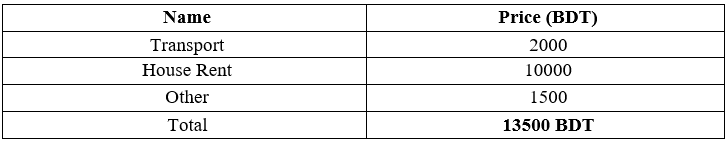 Name Price (BDT)
Transport 2000
House Rent 10000
Other 1500
Total 13500 BDT